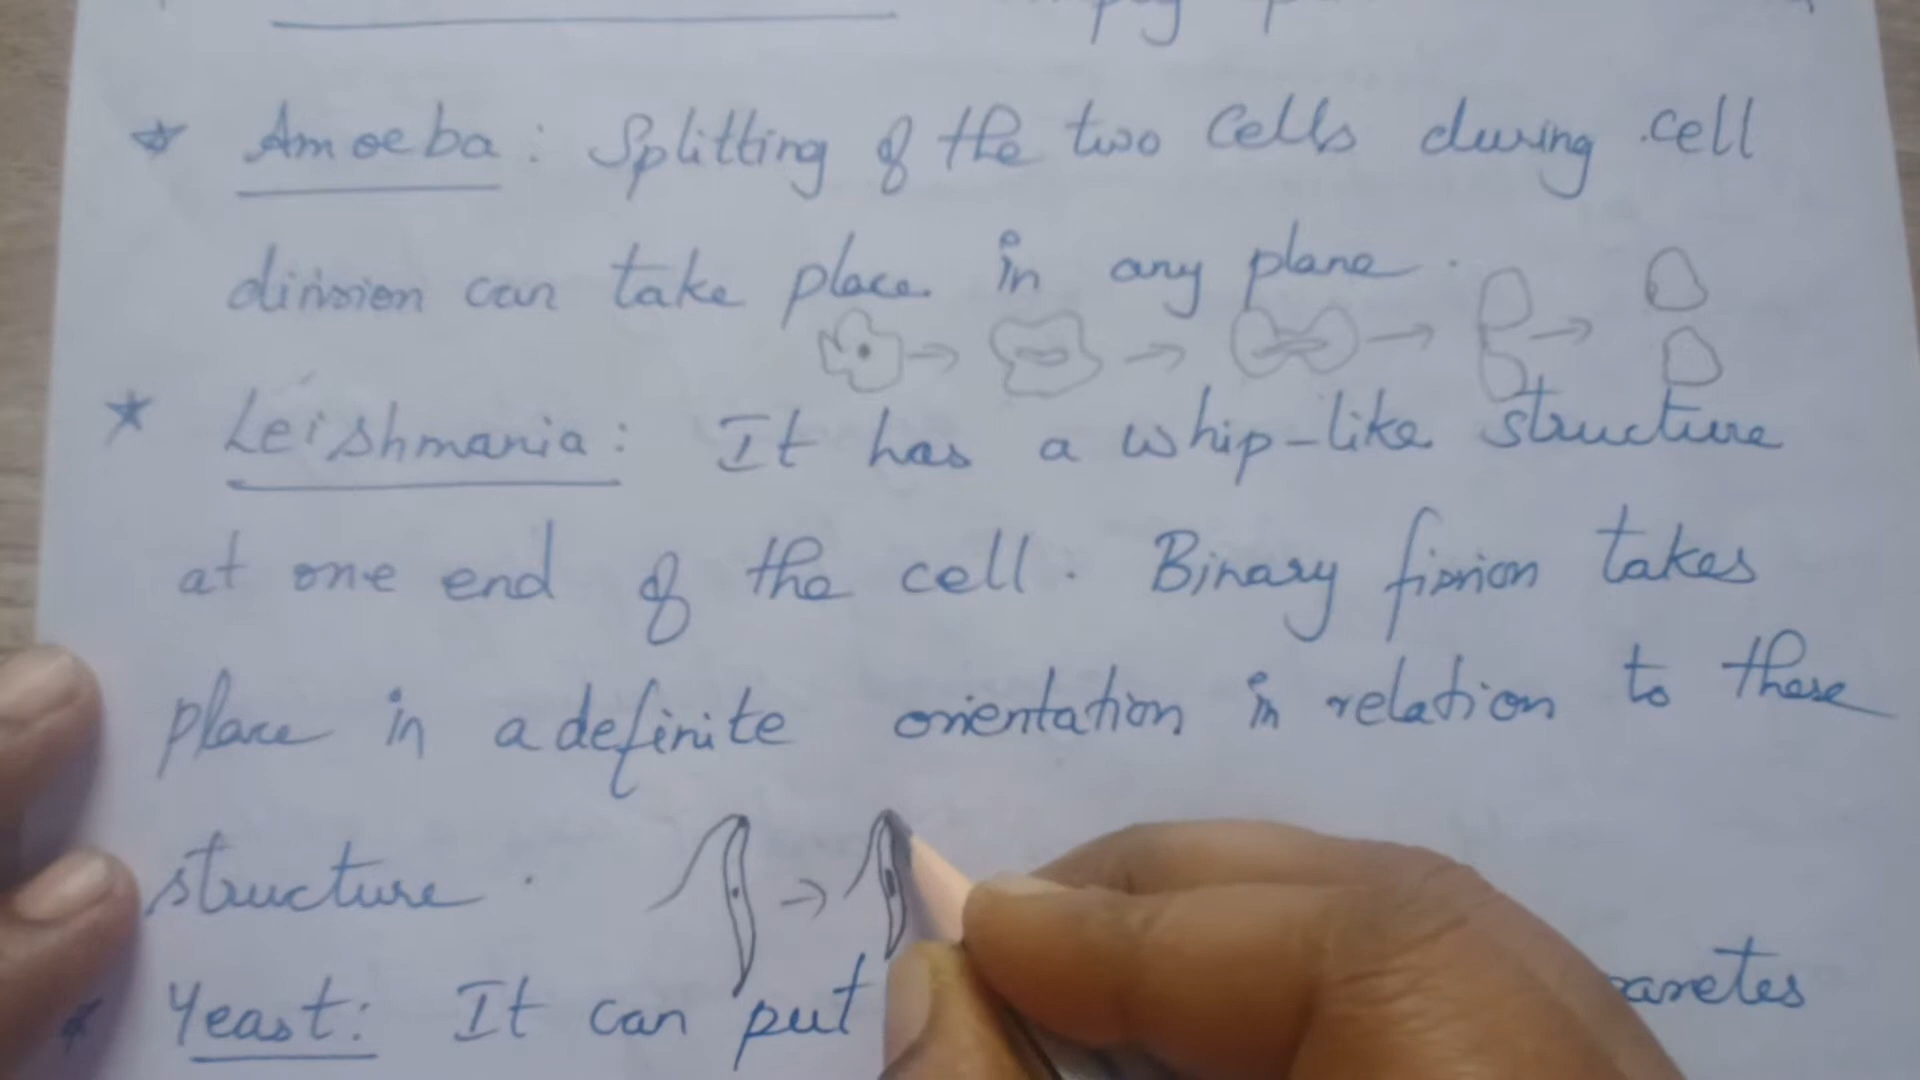 * Amoeba: Splitting of the two cells during cell
division can take place in any plane.
* Leishmania: It has a whip-like structure
at one end of the cell. Binary fission takes
place in a definite orientation in relation to these
structure.
* Yeast: It can put